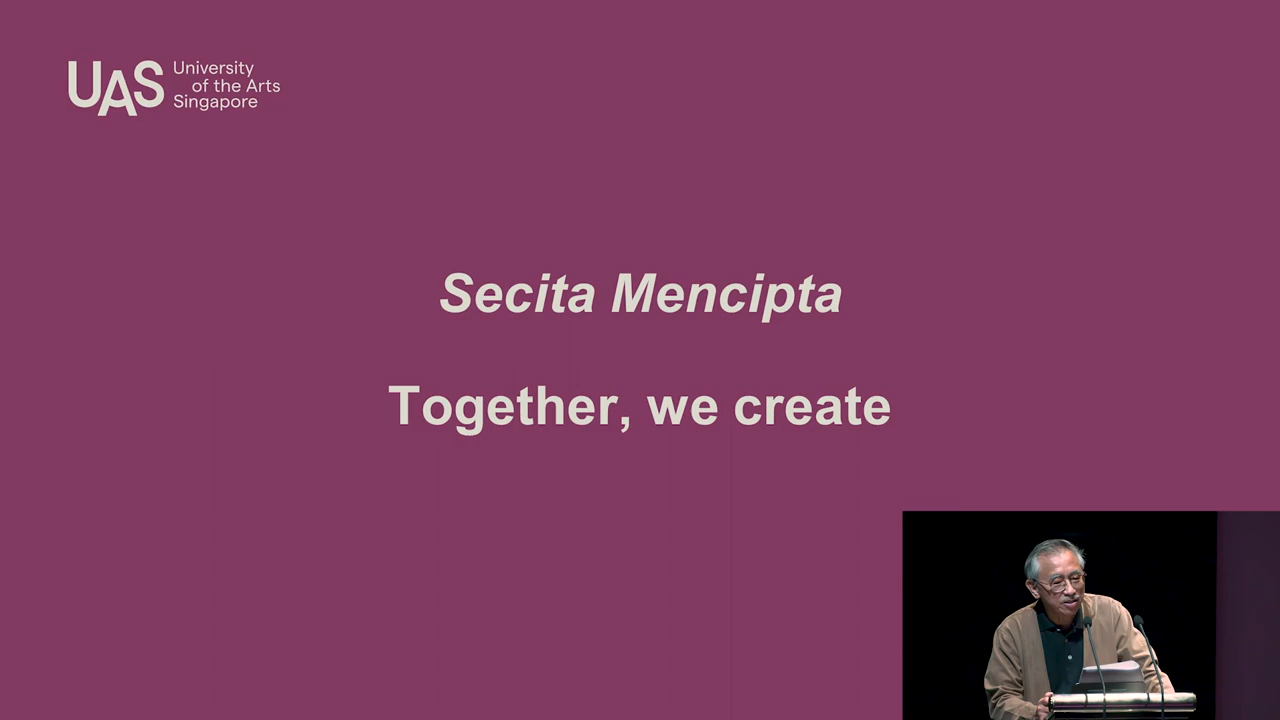 UAS
University
of the Arts
Singapore
Secita Mencipta
Together, we create